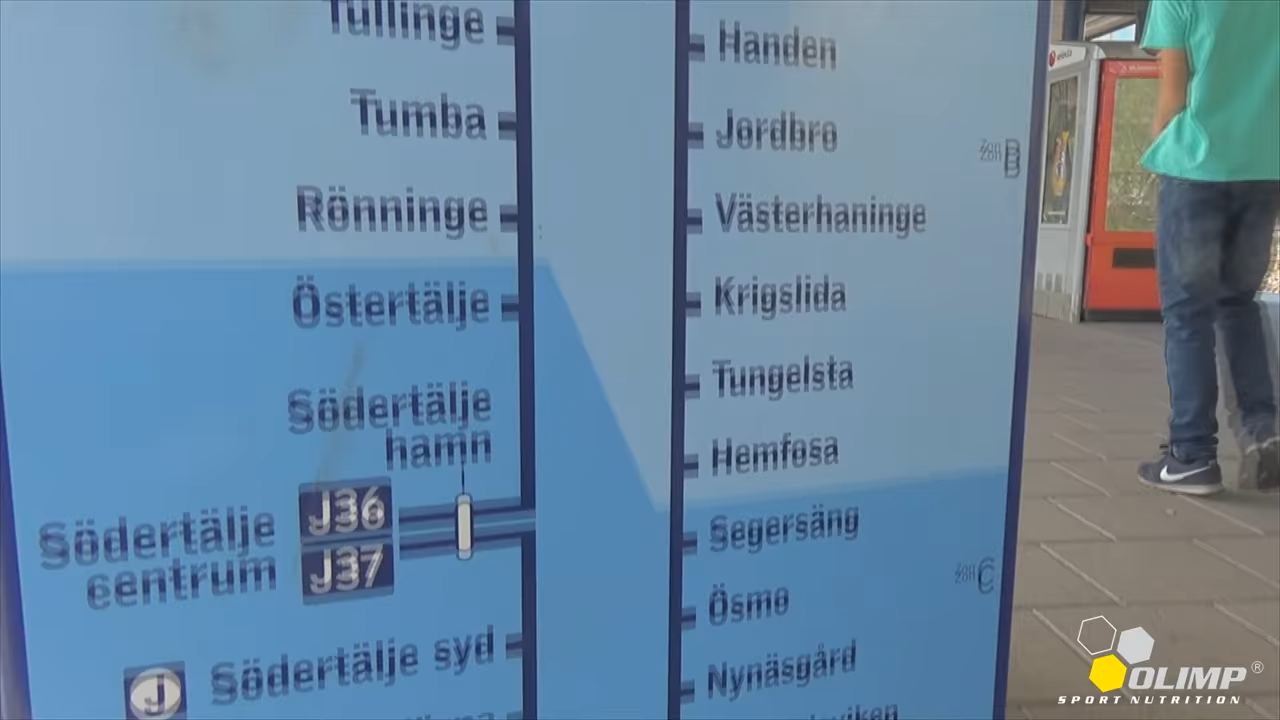 Tullinge
Tumba
Rönninge
Östertälje
Södertälje
hamn
Södertälje
centrum
J36
J37
J
Södertälje syd
Handen
Jordbro
Västerhaninge
Krigslida
Tungelsta
Hemfosa
Segersäng
Ösmo
Nynäsgård
Zon B
Zon C
OLIMP ®
SPORT NUTRITION